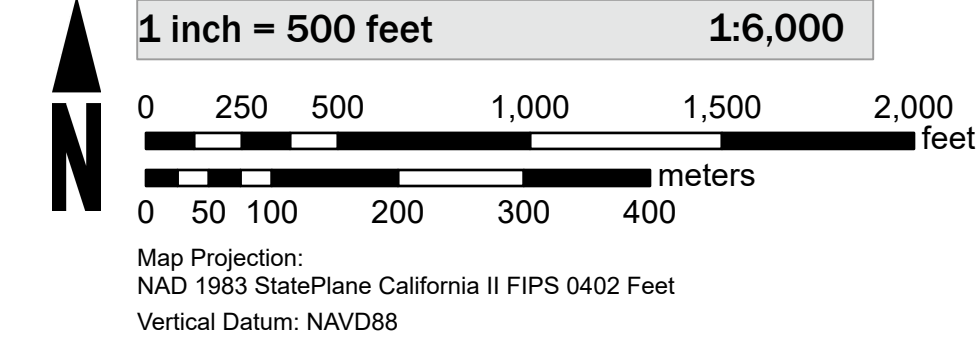 1 inch = 500 feet 1:6,000
0 250 500 1,000 1,500 2,000
feet
meters
0 50 100 200 300 400
N
Map Projection:
NAD 1983 StatePlane California II FIPS 0402 Feet
Vertical Datum: NAVD88